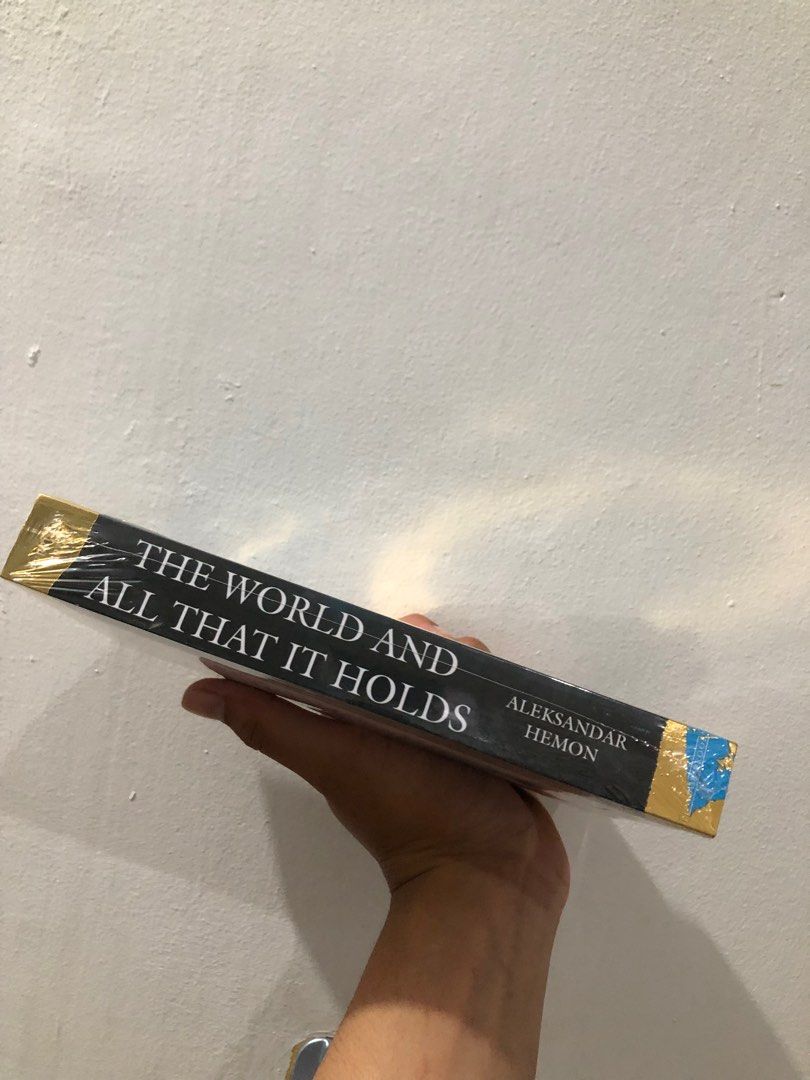 THE WORLD AND
ALL THAT IT HOLDS
ALEKSANDAR
HEMON